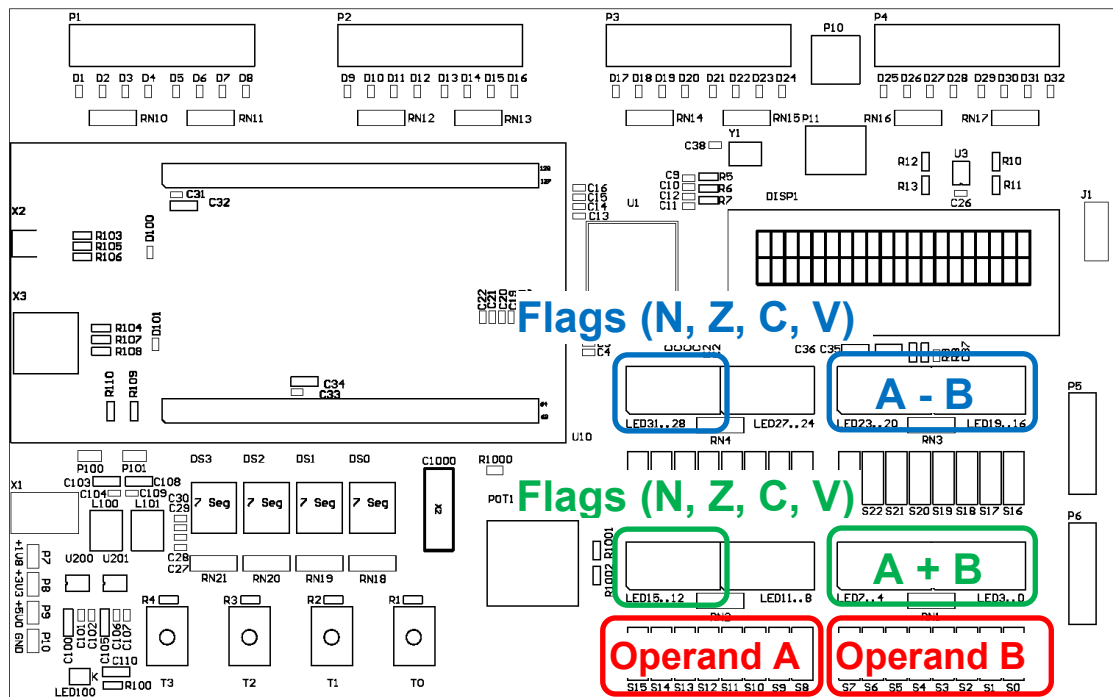 P1 P2 P3 P10 P4
D1 D2 D3 D4 D5 D6 D7 D8 D9 D10 D11 D12 D13 D14 D15 D16 D17 D18 D19 D20 D21 D22 D23 D24 D25 D26 D27 D28 D29 D30 D31 D32
RN10 RN11 RN12 RN13 RN14 RN15 P11 RN16 RN17
C38 Y1
R12 U3 R10
C31 C32
C9 R5
C10 R6
C12 R7
C11
R13 R11
C26
C16
C15
C14
C13
U1 DISP1 J1
X2
R103
R105
R106
D100
X3
R104
R107
R108
D101
C22 C21 C20 C19
Flags (N, Z, C, V)
C4 C36 C35
R110 R109 C34
C33
A - B
P5
LED31..28 LED27..24 LED23..20 LED19..16
RN4 RN3
U10
P100 P101 DS3 DS2 DS1 DS0 C1000 R1000
C103 C108
C104 C109
X1 L100 L101
C30
C29
7 Seg 7 Seg 7 Seg 7 Seg
X2
POT1
Flags (N, Z, C, V)
S22 S21 S20 S19 S18 S17 S16
P6
+1V8 P7
U200 U201
C28
C27
RN21 RN20 RN19 RN18
R1001
R1002
A + B
+3V3 P8
LED15..12 LED11..8 LED7..4 LED3..0
RN2 RN1
+5V0 P9
R4 R3 R2 R1
GND P10
C100 C101 C102 C105 C106 C107
Operand A Operand B
C110
K
R100
LED100
T3 T2 T1 T0
S15 S14 S13 S12 S11 S10 S9 S8 S7 S6 S5 S4 S3 S2 S1 S0